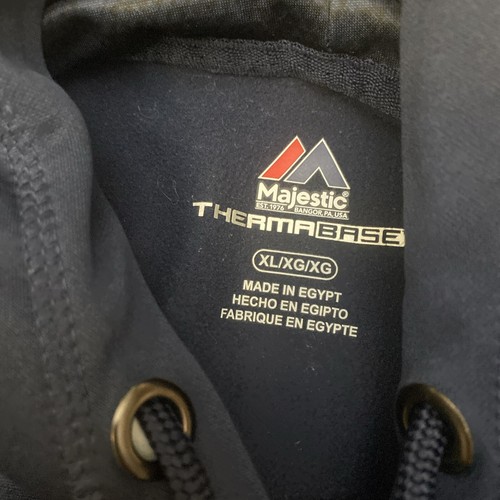 Majestic®
EST. 1976 BANGOR, PA, USA
THERMABASE
XL/XG/XG
MADE IN EGYPT
HECHO EN EGIPTO
FABRIQUE EN EGYPTE